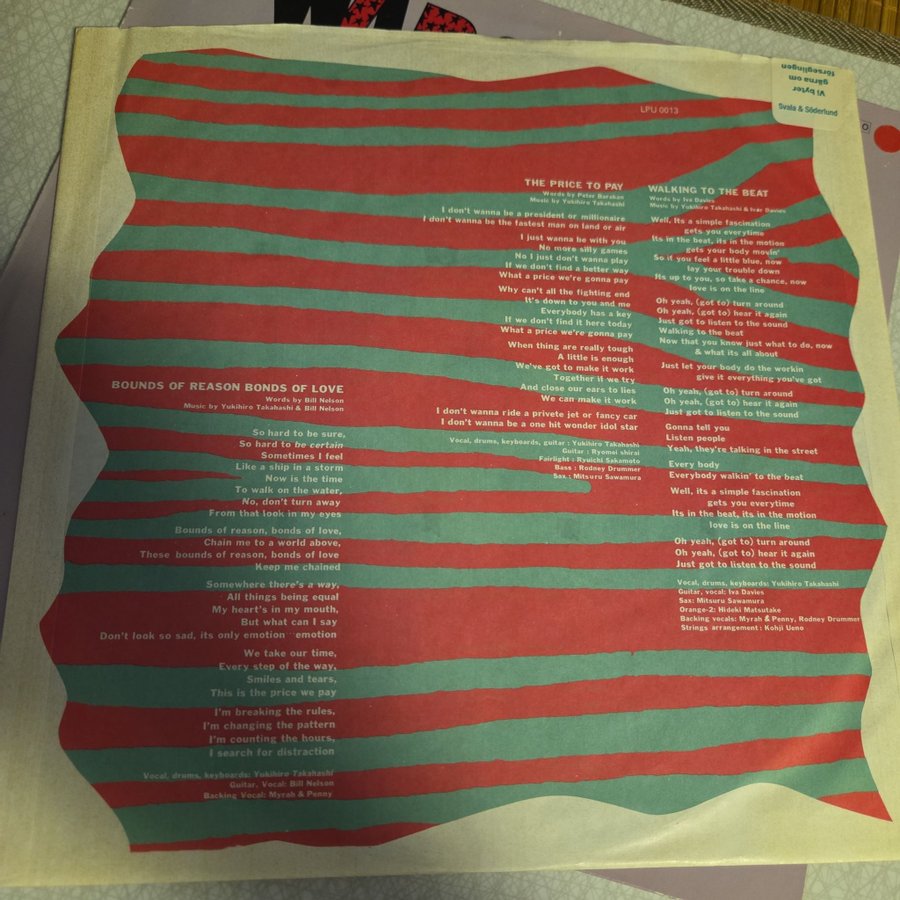 LPU 0013
Vi byter
gärna om
förseglingen
Svala & Söderlund
BOUNDS OF REASON BONDS OF LOVE
Words by Bill Nelson
Music by Yukihiro Takahashi & Bill Nelson
So hard to be sure,
So hard to be certain
Sometimes I feel
Like a ship in a storm
Now is the time
To walk on the water,
No, don't turn away
From that look in my eyes
Bounds of reason, bonds of love,
Chain me to a world above,
These bounds of reason, bonds of love
Keep me chained
Somewhere there's a way,
All things being equal
My heart's in my mouth,
But what can I say
Don't look so sad, its only emotion emotion
We take our time,
Every step of the way,
Smiles and tears,
This is the price we pay
I'm breaking the rules,
I'm changing the pattern
I'm counting the hours,
I search for distraction
Vocal, drums, keyboards: Yukihiro Takahashi
Guitar, Vocal: Bill Nelson
Backing Vocal: Myrah & Penny
THE PRICE TO PAY
Words by Peter Barakan
Music by Yukihiro Takahashi
I don't wanna be a president or millionaire
I don't wanna be the fastest man on land or air
I just wanna be with you
No more silly games
No I just don't wanna play
If we don't find a better way
What a price we're gonna pay
Why can't all the fighting end
It's down to you and me
Everybody has a key
If we don't find it here today
What a price we're gonna pay
When thing are really tough
A little is enough
We've got to make it work
Together if we try
And close our ears to lies
We can make it work
I don't wanna ride a privete jet or fancy car
I don't wanna be a one hit wonder idol star
Vocal, drums, keyboards, guitar : Yukihiro Takahashi
Guitar : Ryomei shirai
Fairlight : Ryuichi Sakamoto
Bass : Rodney Drummer
Sax : Mitsuru Sawamura
WALKING TO THE BEAT
Words by Iva Davies
Music by Yukihiro Takahashi & Ivar Davies
Well, Its a simple fascination
gets you everytime
Its in the beat, its in the motion
gets your body movin'
So if you feel a little blue, now
lay your trouble down
Its up to you, so take a chance, now
love is on the line
Oh yeah, (got to) turn around
Oh yeah, (got to) hear it again
Just got to listen to the sound
Walking to the beat
Now that you know just what to do, now
& what its all about
Just let your body do the workin
give it everything you've got
Oh yeah, (got to) turn around
Oh yeah, (got to) hear it again
Just got to listen to the sound
Gonna tell you
Listen people
Yeah, they're talking in the street
Every body
Everybody walkin' to the beat
Well, its a simple fascination
gets you everytime
Its in the beat, its in the motion
love is on the line
Oh yeah, (got to) turn around
Oh yeah, (got to) hear it again
Just got to listen to the sound
Vocal, drums, keyboards: Yukihiro Takahashi
Guitar, vocal: Iva Davies
Sax: Mitsuru Sawamura
Orange-2: Hideki Matsutake
Backing vocals: Myrah & Penny, Rodney Drummer
Strings arrangement : Kohji Ueno